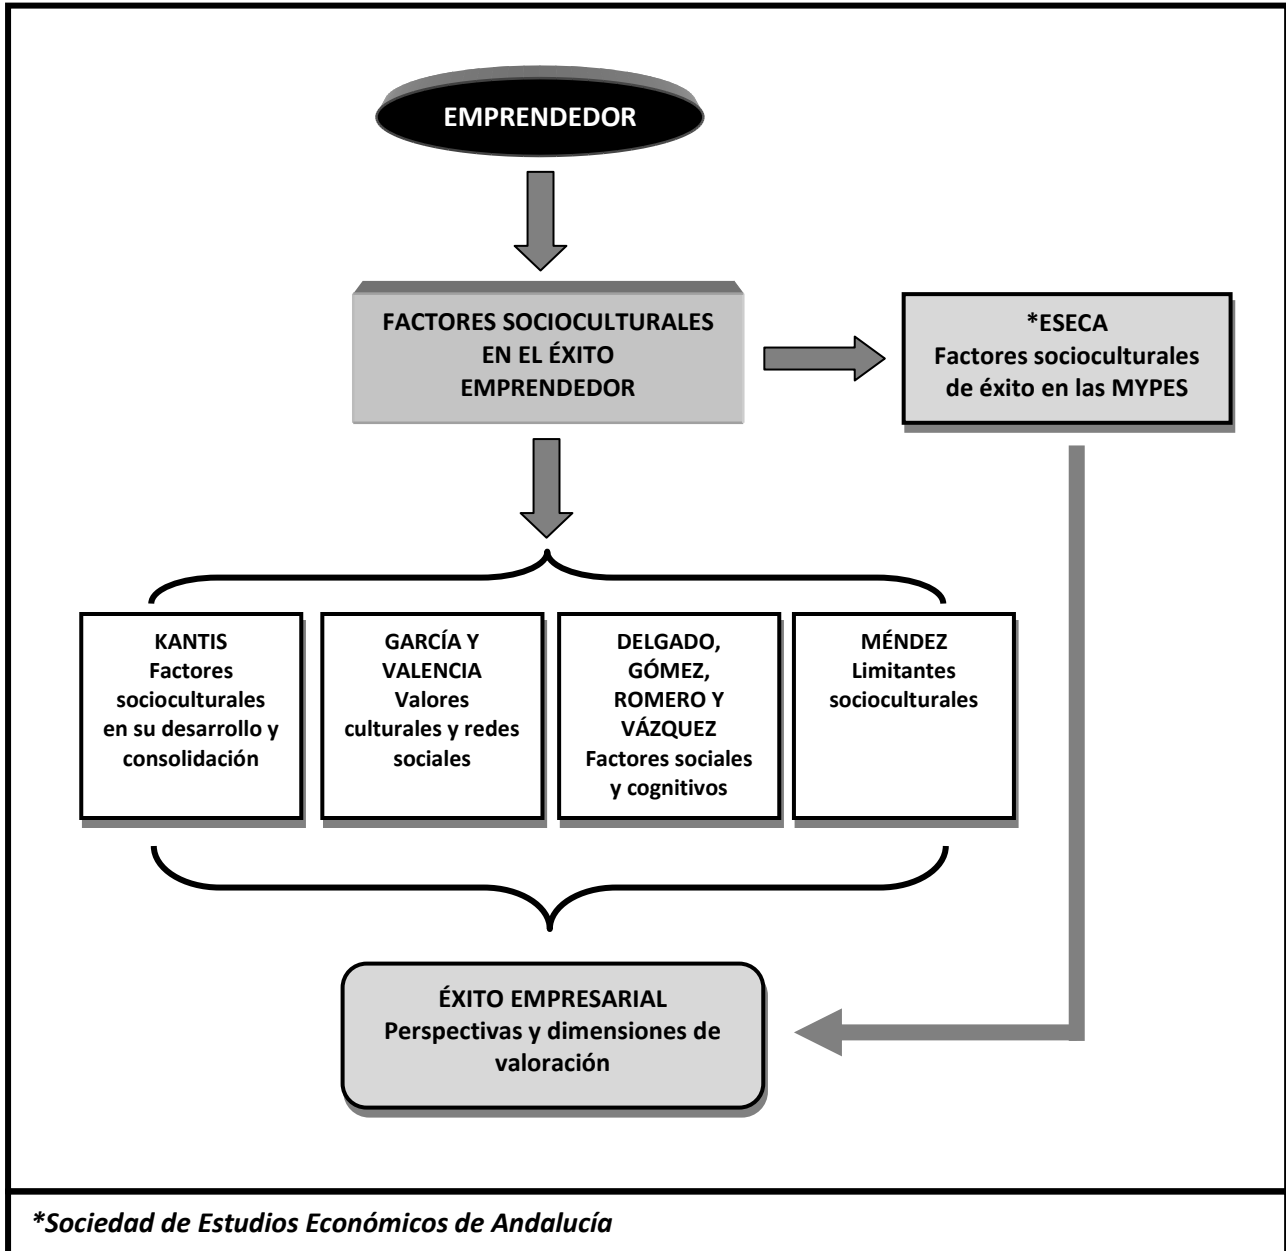 EMPRENDEDOR
FACTORES SOCIOCULTURALES
EN EL ÉXITO
EMPRENDEDOR
*ESECA
Factores socioculturales
de éxito en las MYPES
KANTIS
Factores
socioculturales
en su desarrollo y
consolidación
GARCÍA Y
VALENCIA
Valores
culturales y redes
sociales
DELGADO,
GÓMEZ,
ROMERO Y
VÁZQUEZ
Factores sociales
y cognitivos
MÉNDEZ
Limitantes
socioculturales
ÉXITO EMPRESARIAL
Perspectivas y dimensiones de
valoración
*Sociedad de Estudios Económicos de Andalucía